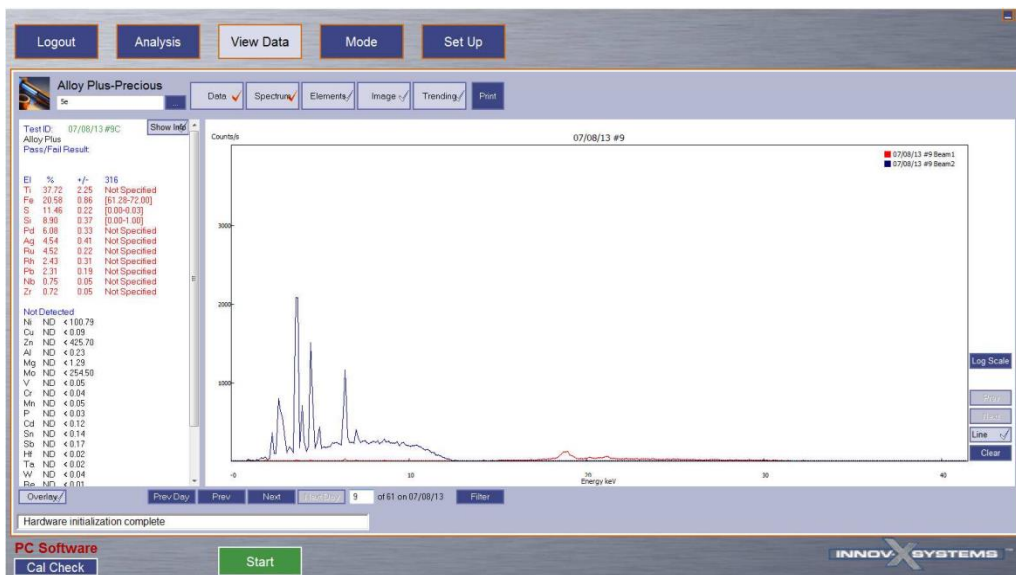 Logout Analysis View Data Mode Set Up
Alloy Plus-Precious
Se
Data Spectrum Elements Image Trending Print
Test ID: 07/08/13 #9C Show Info
Alloy Plus
Pass/Fail Result:
El % +/- 316
Ti 37.72 2.25 Not Specified
Fe 20.58 0.86 [61.28-72.00]
S 11.46 0.22 [0.00-0.03]
Si 8.90 0.37 [0.00-1.00]
Pd 6.08 0.33 Not Specified
Ag 4.54 0.41 Not Specified
Ru 4.52 0.22 Not Specified
Rh 2.43 0.31 Not Specified
Pb 2.31 0.19 Not Specified
Nb 0.75 0.05 Not Specified
Zr 0.72 0.05 Not Specified
Not Detected
Ni ND < 100.79
Cu ND < 0.09
Zn ND < 425.70
Al ND < 0.23
Mg ND < 1.29
Mo ND < 254.50
V ND < 0.05
Cr ND < 0.04
Mn ND < 0.05
P ND < 0.03
Cd ND < 0.12
Sn ND < 0.14
Sb ND < 0.17
Hf ND < 0.02
Ta ND < 0.02
W ND < 0.04
Re ND < 0.01
Counts/s
07/08/13 #9
07/08/13 #9 Beam1
07/08/13 #9 Beam2
3000
2000
1000
-0 10 20 30 40
Energy keV
Log Scale
Prev
Next
Line
Clear
Overlay Prev Day Prev Next Next Day 9 of 61 on 07/08/13 Filter
Hardware initialization complete
PC Software
Cal Check
Start
INNOV-X SYSTEMS